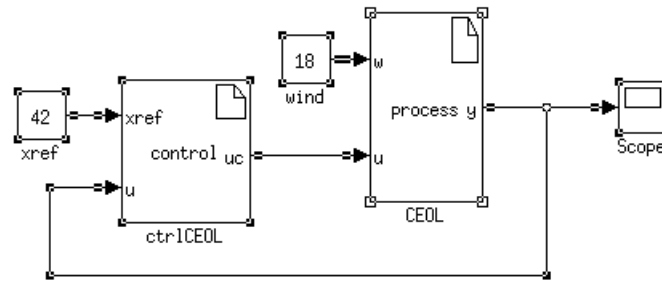 18
wind
w
process y
u
CEOL
Scope
42
xref
xref
control uc
u
ctrlCEOL